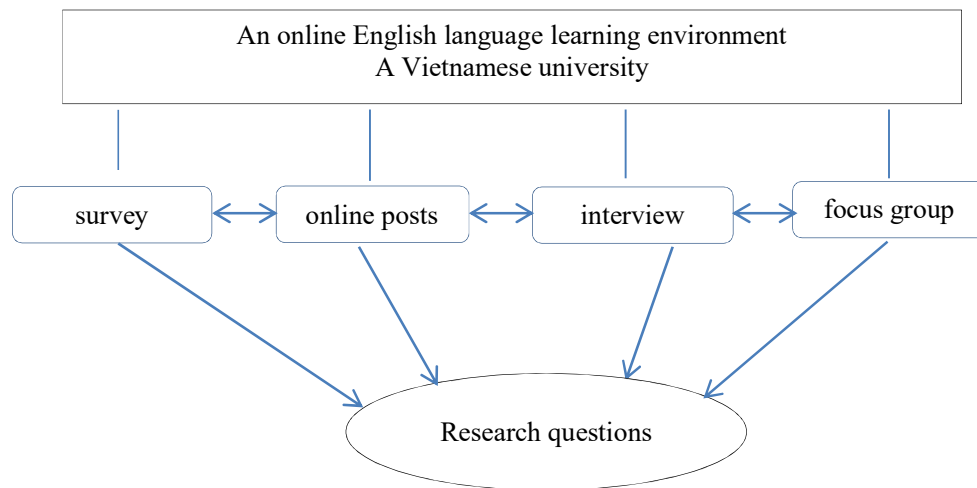 An online English language learning environment
A Vietnamese university
survey
online posts
interview
focus group
Research questions